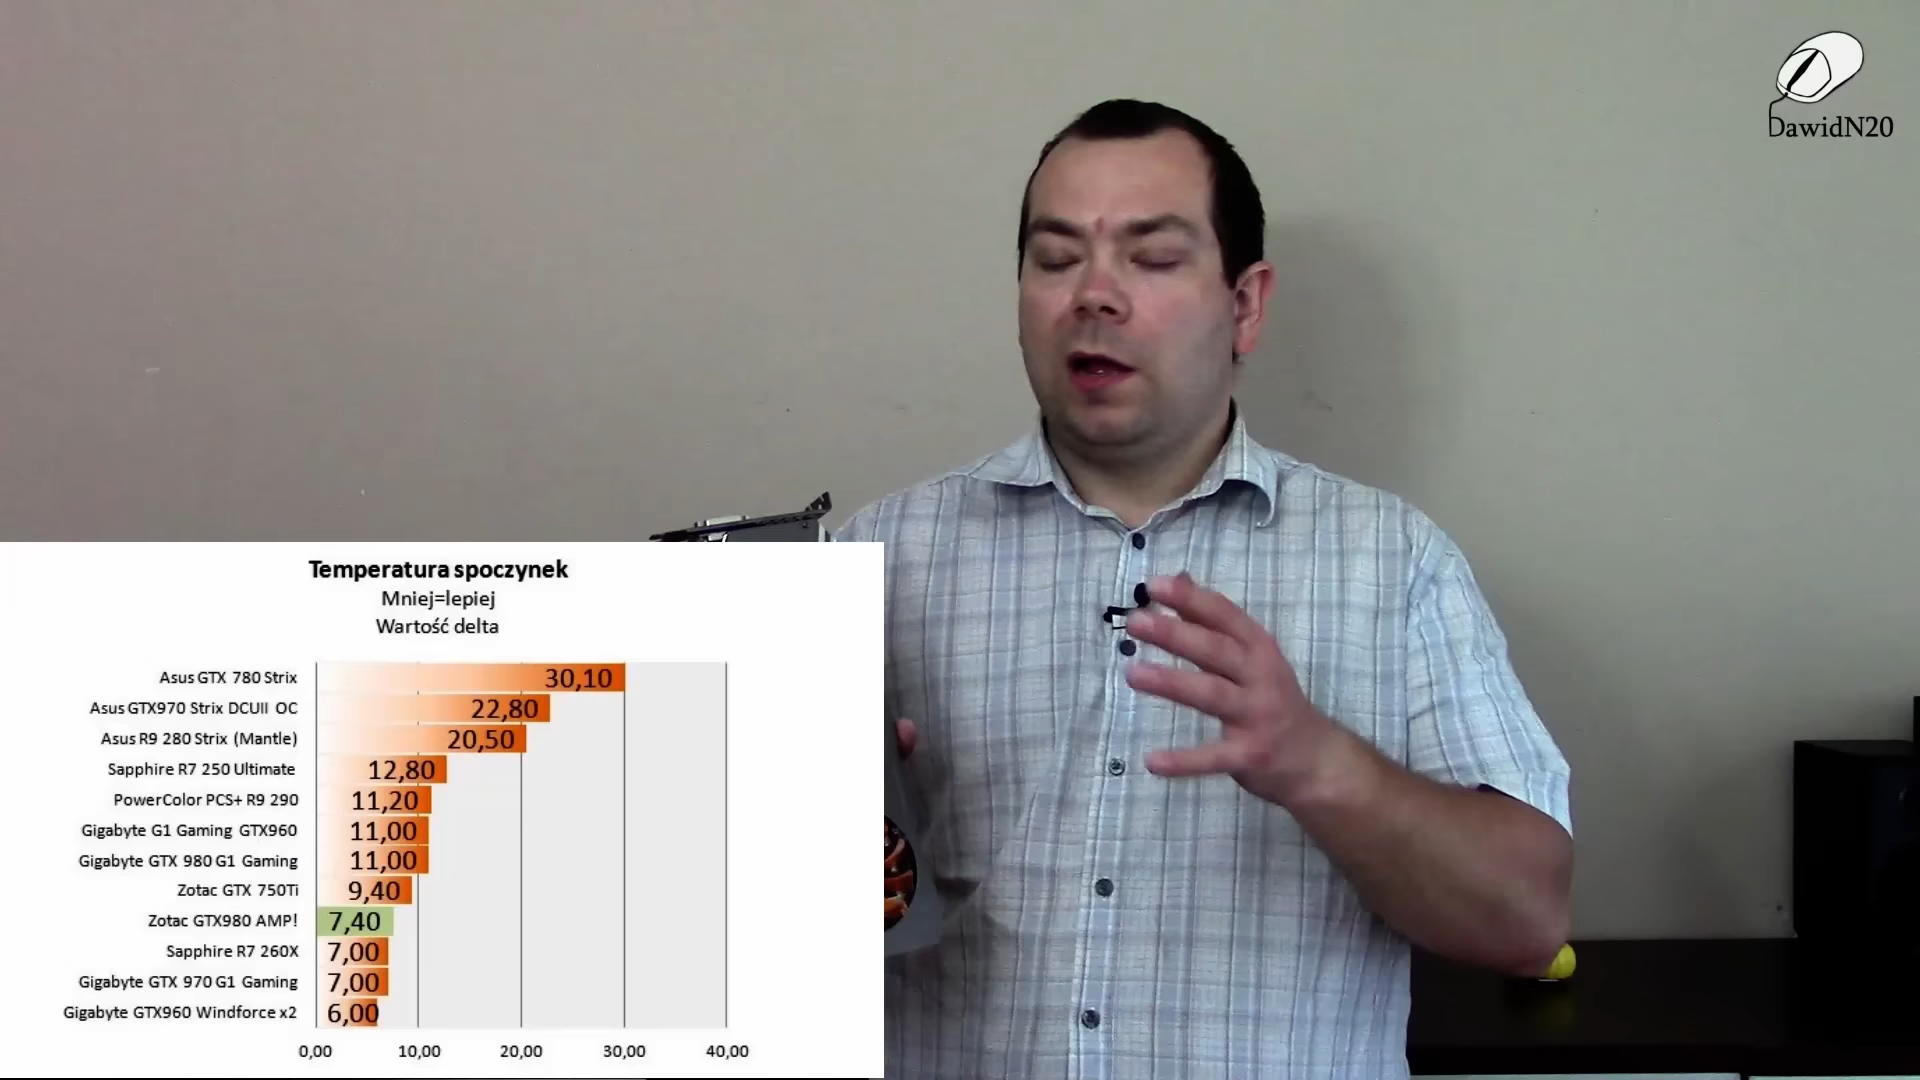 DawidN20
Temperatura spoczynek
Mniej=lepiej
Wartość delta
Asus GTX 780 Strix 30,10
Asus GTX970 Strix DCUII OC 22,80
Asus R9 280 Strix (Mantle) 20,50
Sapphire R7 250 Ultimate 12,80
PowerColor PCS+ R9 290 11,20
Gigabyte G1 Gaming GTX960 11,00
Gigabyte GTX 980 G1 Gaming 11,00
Zotac GTX 750Ti 9,40
Zotac GTX980 AMP! 7,40
Sapphire R7 260X 7,00
Gigabyte GTX 970 G1 Gaming 7,00
Gigabyte GTX960 Windforce x2 6,00
0,00 10,00 20,00 30,00 40,00